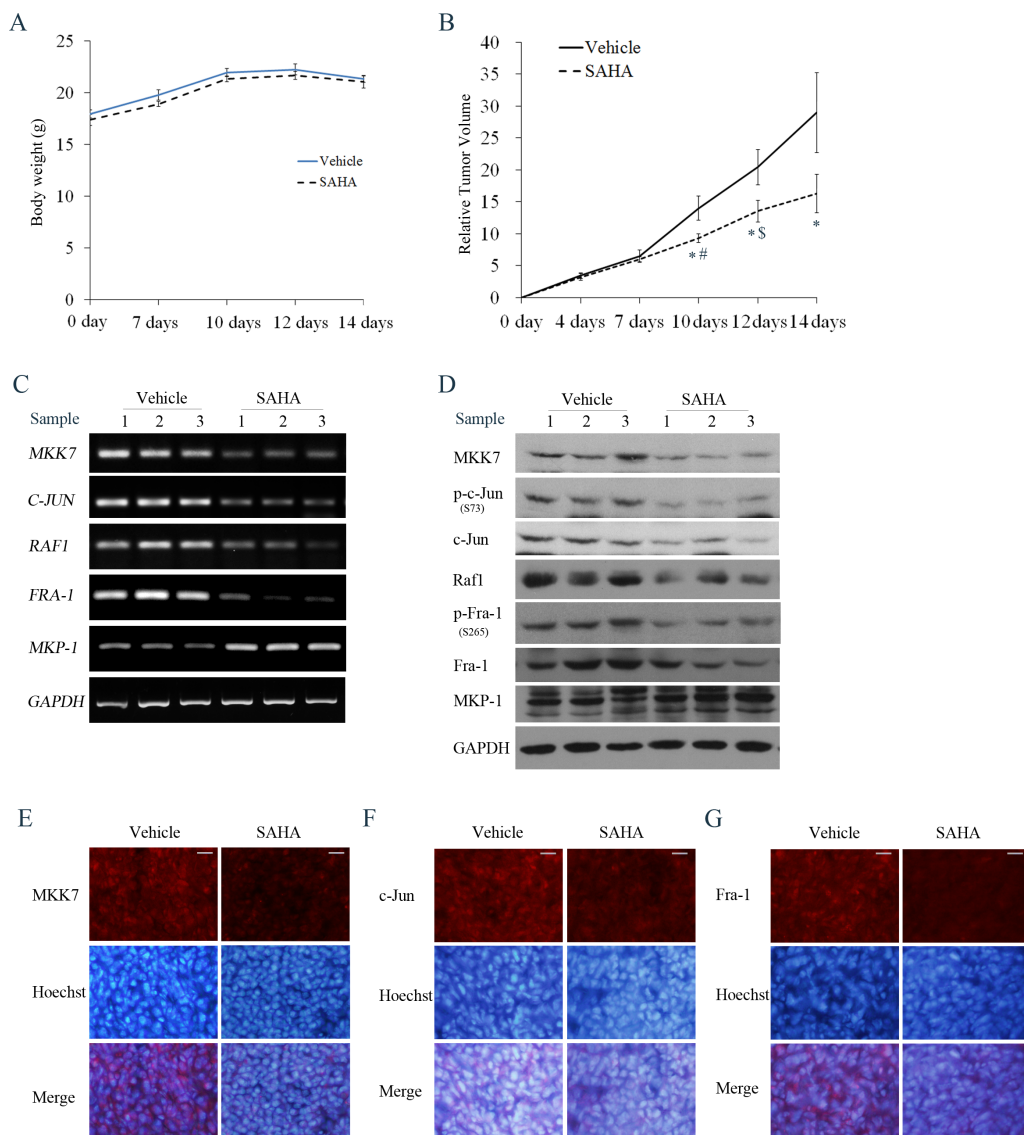 A
25
20
15
10
5
0
Body weight (g)
Vehicle
SAHA
0 day
7 days
10 days
12 days
14 days
B
40
35
30
25
20
15
10
5
0
Relative Tumor Volume
Vehicle
SAHA
*#
*$
*
0 day
4 days
7 days
10 days
12 days
14 days
C
Vehicle SAHA
Sample 1 2 3 1 2 3
MKK7
C-JUN
RAF1
FRA-1
MKP-1
GAPDH
D
Vehicle SAHA
Sample 1 2 3 1 2 3
MKK7
p-c-Jun
(S73)
c-Jun
Raf1
p-Fra-1
(S265)
Fra-1
MKP-1
GAPDH
E
Vehicle SAHA
MKK7
Hoechst
Merge
F
Vehicle SAHA
c-Jun
Hoechst
Merge
G
Vehicle SAHA
Fra-1
Hoechst
Merge